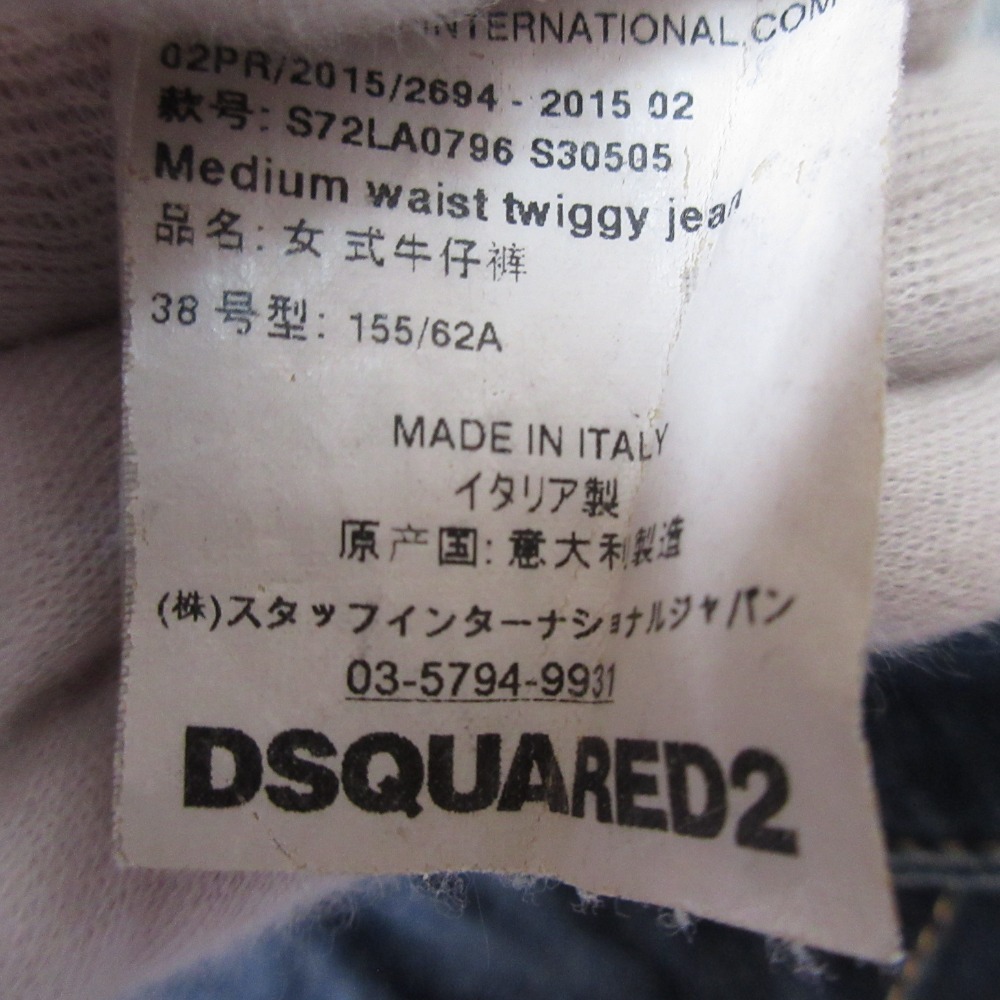 INTERNATIONAL.COM
02PR/2015/2694 - 2015 02
款号: S72LA0796 S30505
Medium waist twiggy jean
品名: 女式牛仔裤
38 号型: 155/62A
MADE IN ITALY
イタリア製
原产国: 意大利製造
(株)スタッフインターナショナルジャパン
03-5794-9931
DSQUARED2